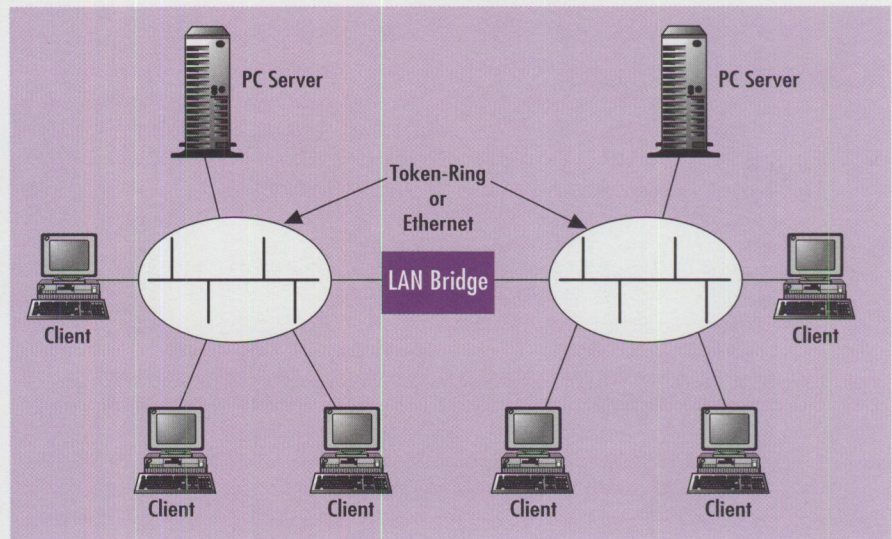 PC Server
PC Server
Token-Ring
or
Ethernet
LAN Bridge
Client
Client
Client
Client
Client
Client